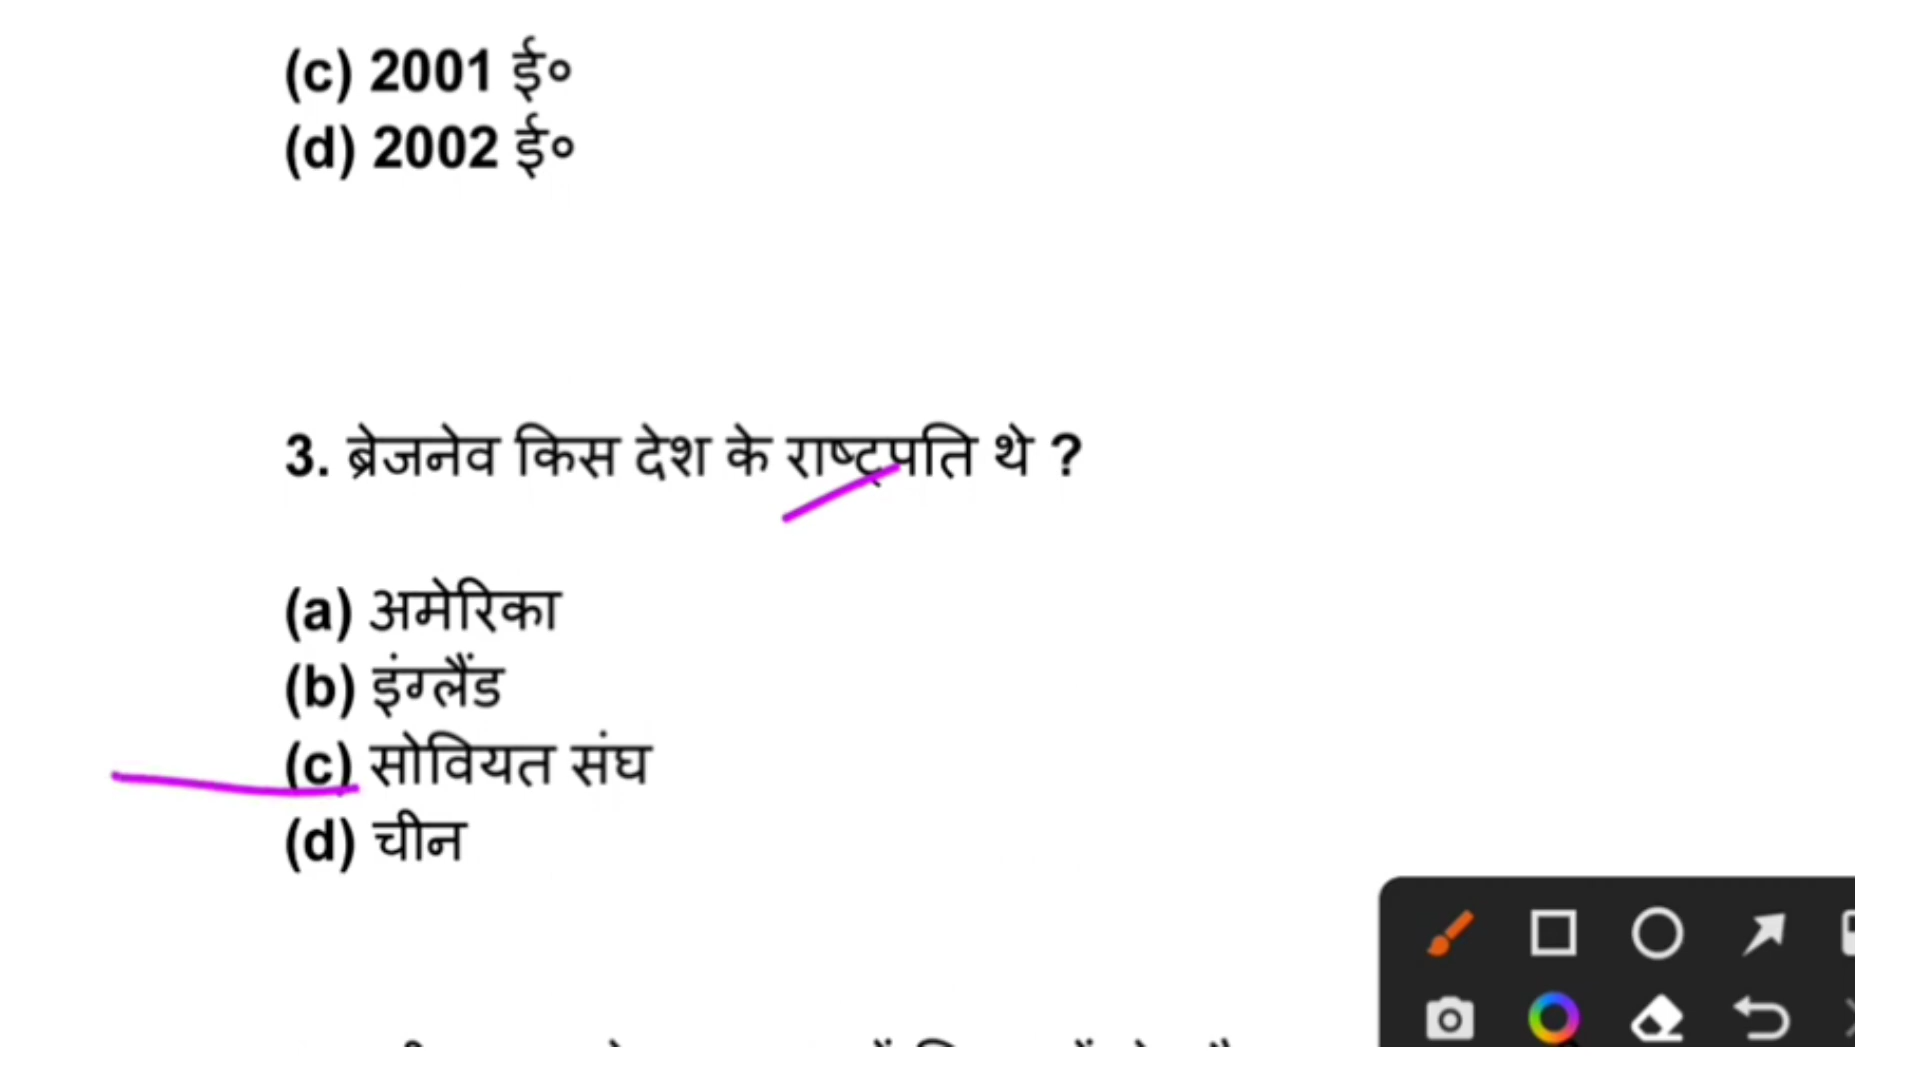 (c) 2001 ई०
(d) 2002 ई०
3. ब्रेजनेव किस देश के राष्ट्रपति थे ?
(a) अमेरिका
(b) इंग्लैंड
(c) सोवियत संघ
(d) चीन